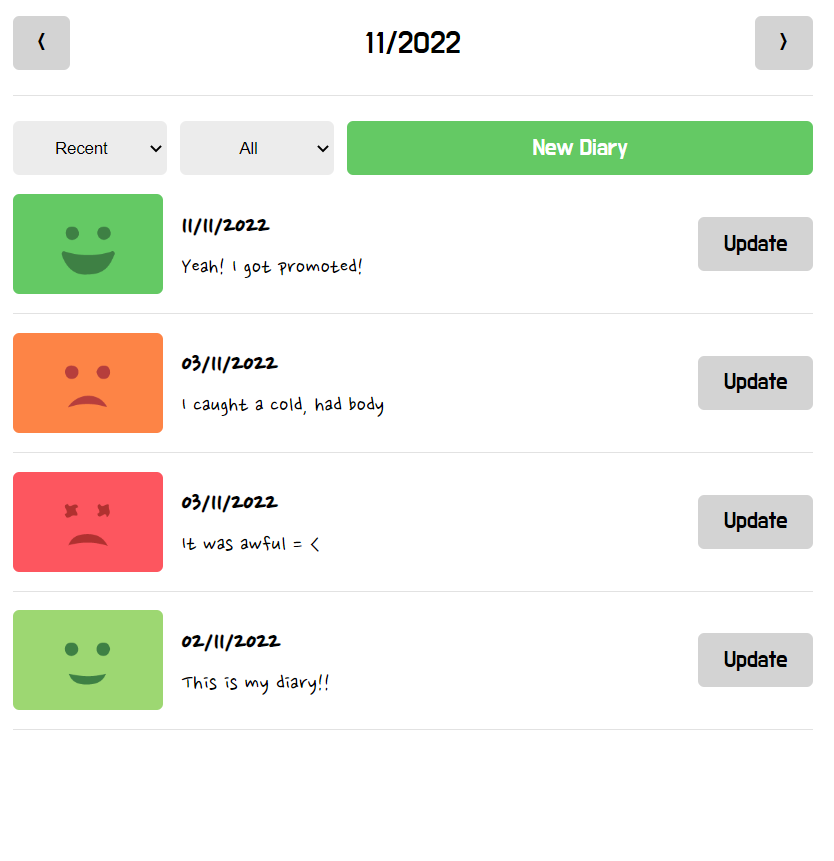 < 11/2022 >
Recent All New Diary
11/11/2022
Yeah! I got promoted!
Update
03/11/2022
I caught a cold, had body
Update
03/11/2022
It was awful = <
Update
02/11/2022
This is my diary!!
Update